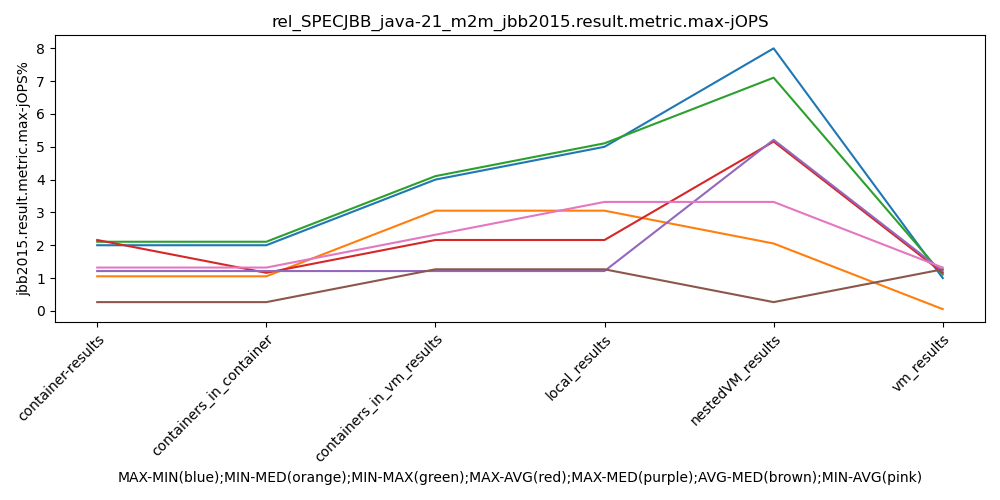 rel_SPECJBB_java-21_m2m_jbb2015.result.metric.max-jOPS
jbb2015.result.metric.max-jOPS%
8
7
6
5
4
3
2
1
0
container-results
containers_in_container
containers_in_vm_results
local_results
nestedVM_results
vm_results
MAX-MIN(blue);MIN-MED(orange);MIN-MAX(green);MAX-AVG(red);MAX-MED(purple);AVG-MED(brown);MIN-AVG(pink)